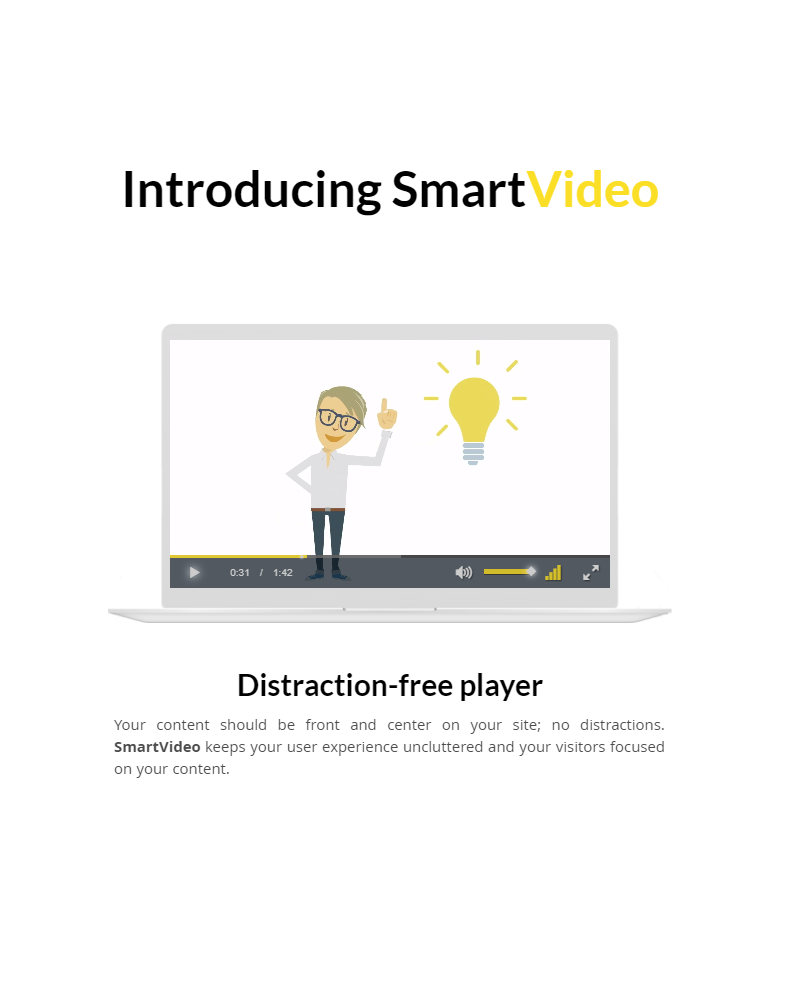 Introducing SmartVideo
0:31 / 1:42
Distraction-free player
Your content should be front and center on your site; no distractions.
SmartVideo keeps your user experience uncluttered and your visitors focused
on your content.